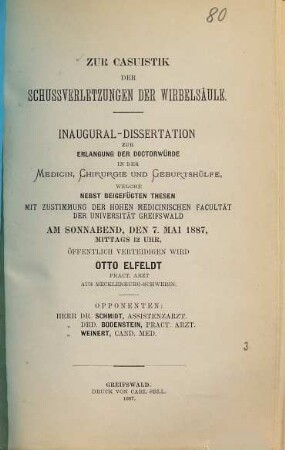 80
ZUR CASUISTIK
DER
SCHUSSVERLETZUNGEN DER WIRBELSÄULE.
INAUGURAL-DISSERTATION
ZUR
ERLANGUNG DER DOCTORWÜRDE
IN DER
MEDICIN, CHIRURGIE UND GEBURTSHÜLFE,
WELCHE
NEBST BEIGEFÜGTEN THESEN
MIT ZUSTIMMUNG DER HOHEN MEDICINISCHEN FACULTÄT
DER UNIVERSITÄT GREIFSWALD
AM SONNABEND, DEN 7. MAI 1887,
MITTAGS 12 UHR,
ÖFFENTLICH VERTEIDIGEN WIRD
OTTO ELFELDT
PRACT. ARZT
AUS MECKLENBURG-SCHWERIN.
OPPONENTEN:
HERR DR. SCHMIDT, ASSISTENZARZT.
„ DRD. BODENSTEIN, PRACT. ARZT.
„ WEINERT, CAND. MED.
3
GREIFSWALD.
DRUCK VON CARL SELL.
1887.